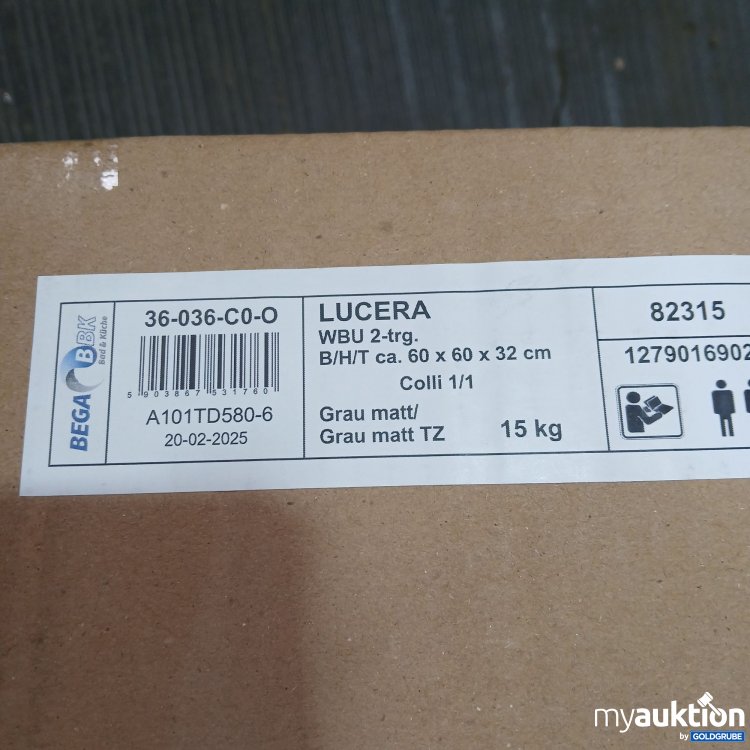 BEGA BBK
Bad & Küche
36-036-C0-O
5 903867 531760
A101TD580-6
20-02-2025
LUCERA
WBU 2-trg.
B/H/T ca. 60 x 60 x 32 cm
Colli 1/1
Grau matt/
Grau matt TZ 15 kg
82315
1279016902
myauktion
by GOLDGRUBE